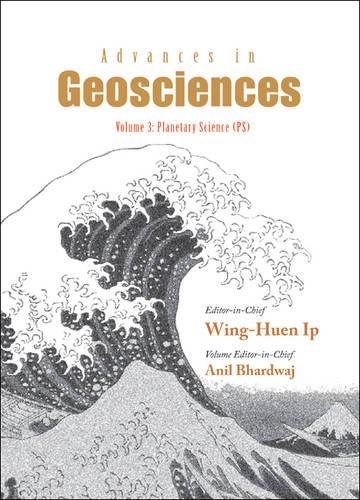 Advances in
Geosciences
Volume 3: Planetary Science (PS)
Editor-in-Chief
Wing-Huen Ip
Volume Editor-in-Chief
Anil Bhardwaj